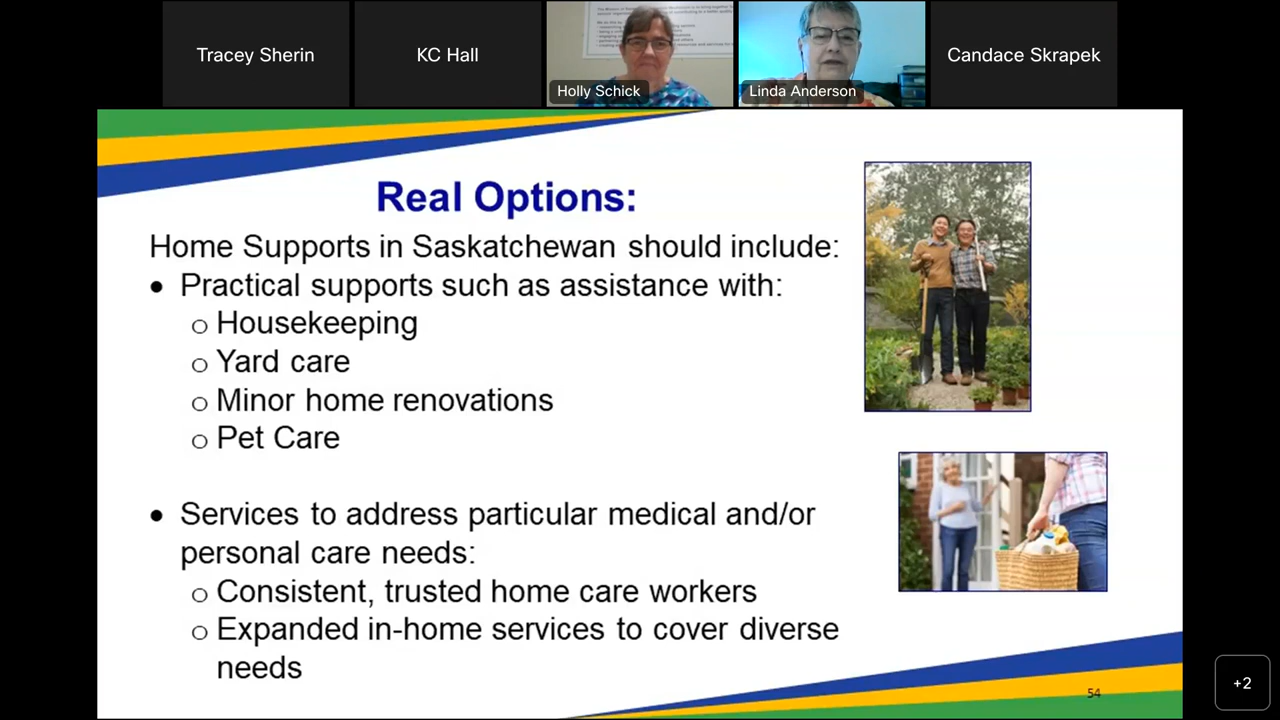 Tracey Sherin
KC Hall
Holly Schick
Linda Anderson
Candace Skrapek
Real Options:
Home Supports in Saskatchewan should include:
• Practical supports such as assistance with:
o Housekeeping
o Yard care
o Minor home renovations
o Pet Care
• Services to address particular medical and/or
personal care needs:
o Consistent, trusted home care workers
o Expanded in-home services to cover diverse
needs
54
+2